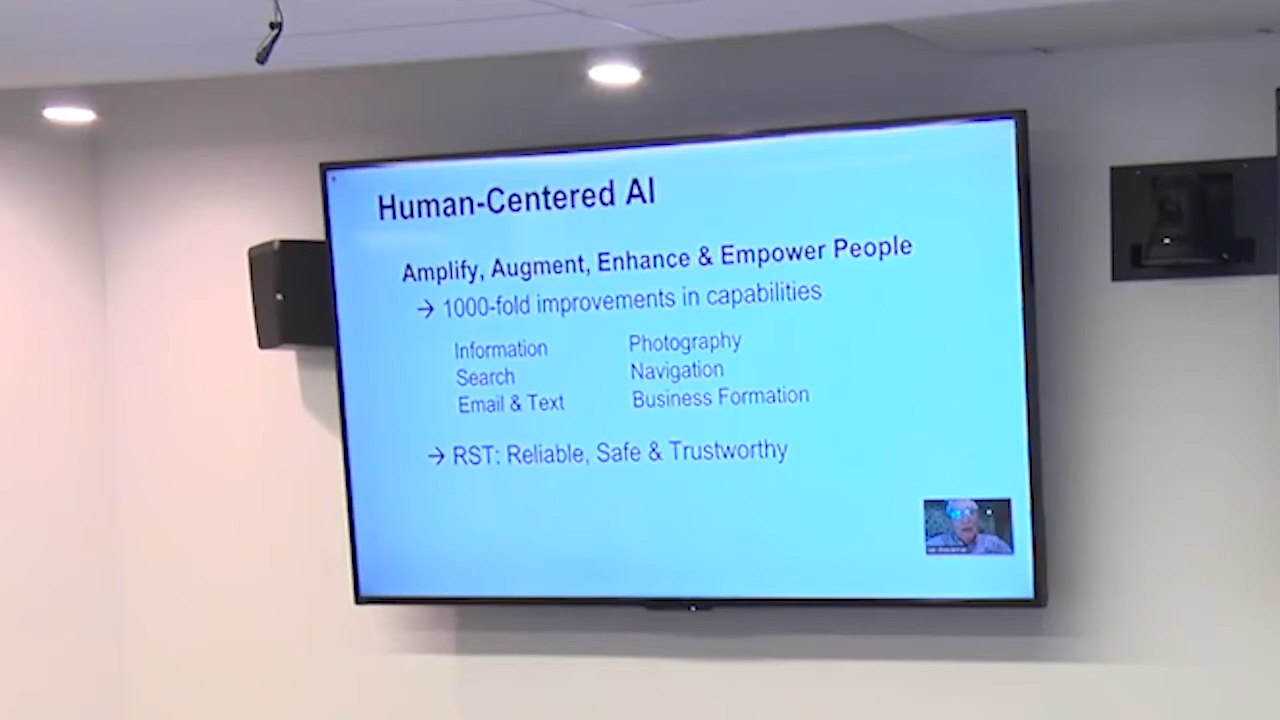 Human-Centered AI
Amplify, Augment, Enhance & Empower People
→ 1000-fold improvements in capabilities
Information
Search
Email & Text
Photography
Navigation
Business Formation
→ RST: Reliable, Safe & Trustworthy